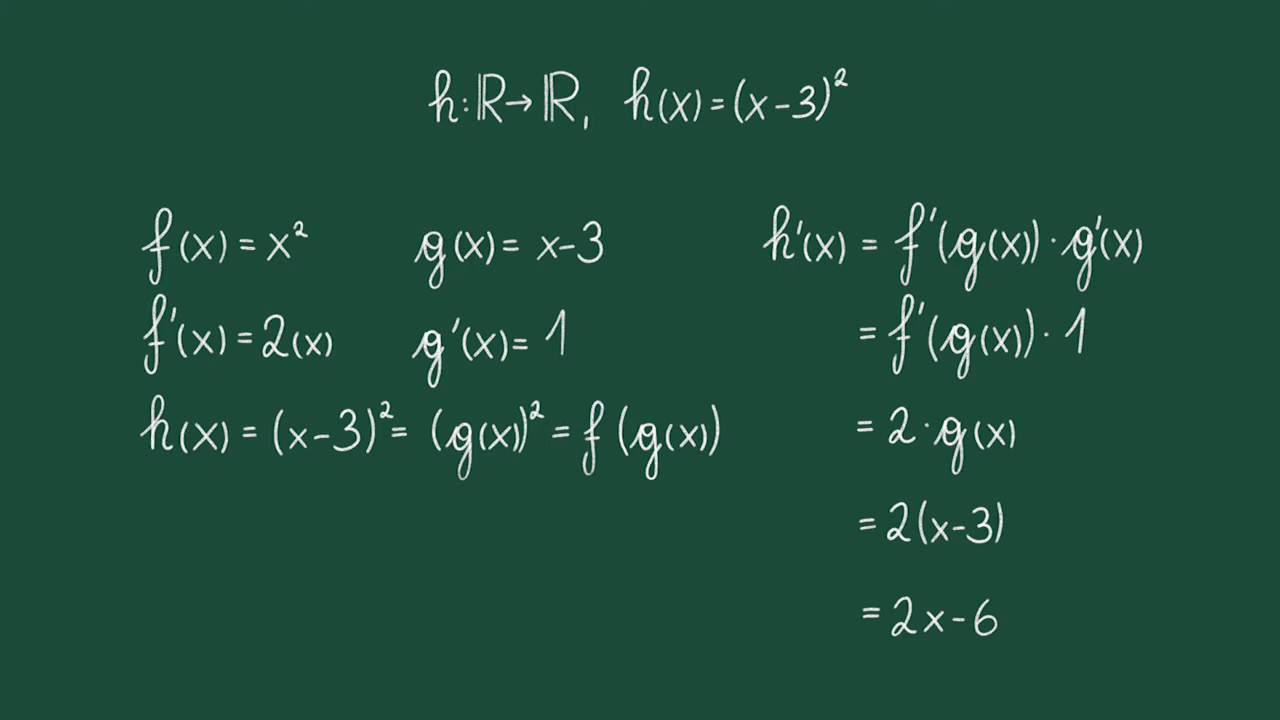 h:ℝ→ℝ, h(x)=(x-3)²
f(x)=x²
g(x)=x-3
f'(x)=2(x)
g'(x)=1
h(x)=(x-3)²=(g(x))²=f(g(x))
h'(x)=f'(g(x))·g'(x)
=f'(g(x))·1
=2·g(x)
=2(x-3)
=2x-6